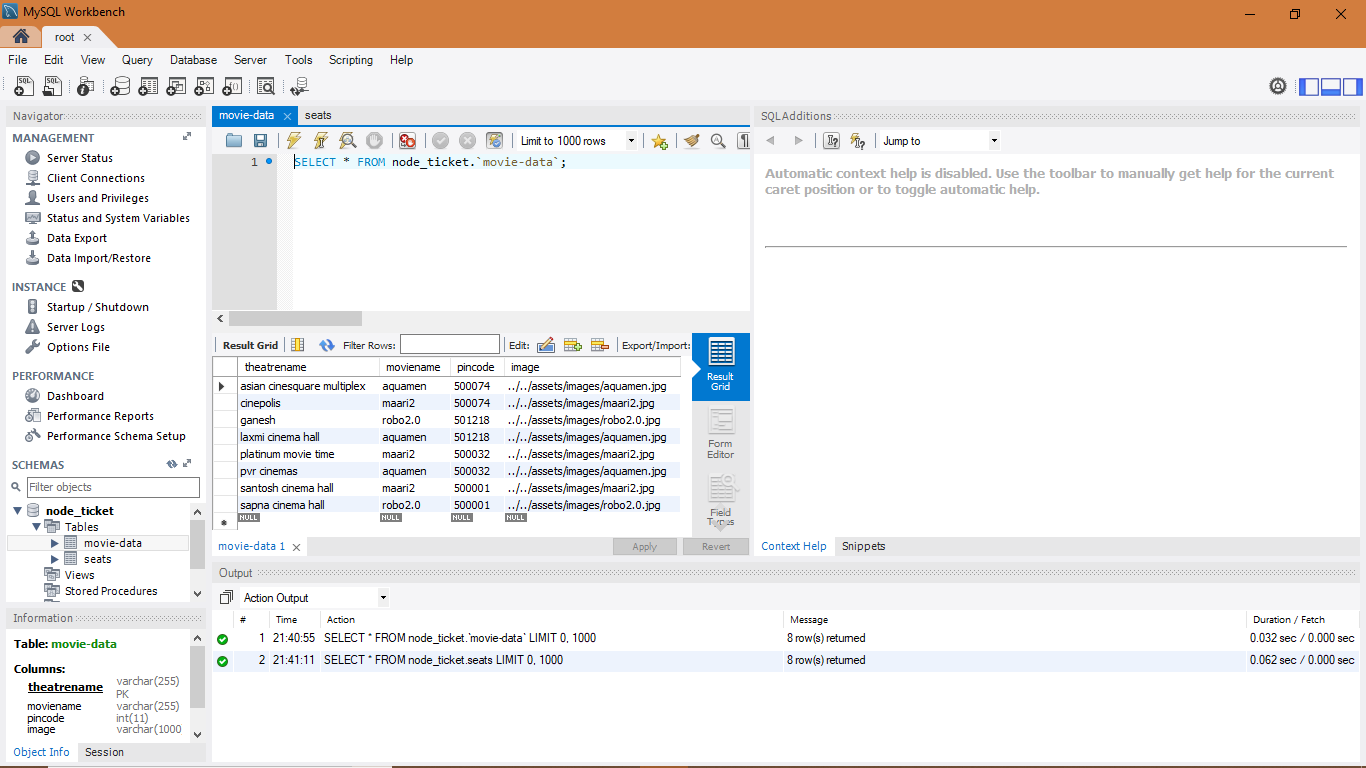 MySQL Workbench
root
File Edit View Query Database Server Tools Scripting Help
Navigator
MANAGEMENT
Server Status
Client Connections
Users and Privileges
Status and System Variables
Data Export
Data Import/Restore
INSTANCE
Startup / Shutdown
Server Logs
Options File
PERFORMANCE
Dashboard
Performance Reports
Performance Schema Setup
SCHEMAS
Filter objects
node_ticket
Tables
movie-data
seats
Views
Stored Procedures
Information
Table: movie-data
Columns:
theatrename varchar(255) PK
moviename varchar(255)
pincode int(11)
image varchar(1000
Object Info Session
movie-data seats
Limit to 1000 rows
1 SELECT * FROM node_ticket.`movie-data`;
Result Grid Filter Rows: Edit: Export/Import:
theatrename moviename pincode image
asian cinesquare multiplex aquamen 500074 ../../assets/images/aquamen.jpg
cinepolis maari2 500074 ../../assets/images/maari2.jpg
ganesh robo2.0 501218 ../../assets/images/robo2.0.jpg
laxmi cinema hall aquamen 501218 ../../assets/images/aquamen.jpg
platinum movie time maari2 500032 ../../assets/images/maari2.jpg
pvr cinemas aquamen 500032 ../../assets/images/aquamen.jpg
santosh cinema hall maari2 500001 ../../assets/images/maari2.jpg
sapna cinema hall robo2.0 500001 ../../assets/images/robo2.0.jpg
NULL NULL NULL NULL
Result Grid
Form Editor
Field Types
movie-data 1 Apply Revert
SQLAdditions
Jump to
Automatic context help is disabled. Use the toolbar to manually get help for the current
caret position or to toggle automatic help.
Context Help Snippets
Output
Action Output
# Time Action Message Duration / Fetch
1 21:40:55 SELECT * FROM node_ticket.`movie-data` LIMIT 0, 1000 8 row(s) returned 0.032 sec / 0.000 sec
2 21:41:11 SELECT * FROM node_ticket.seats LIMIT 0, 1000 8 row(s) returned 0.062 sec / 0.000 sec